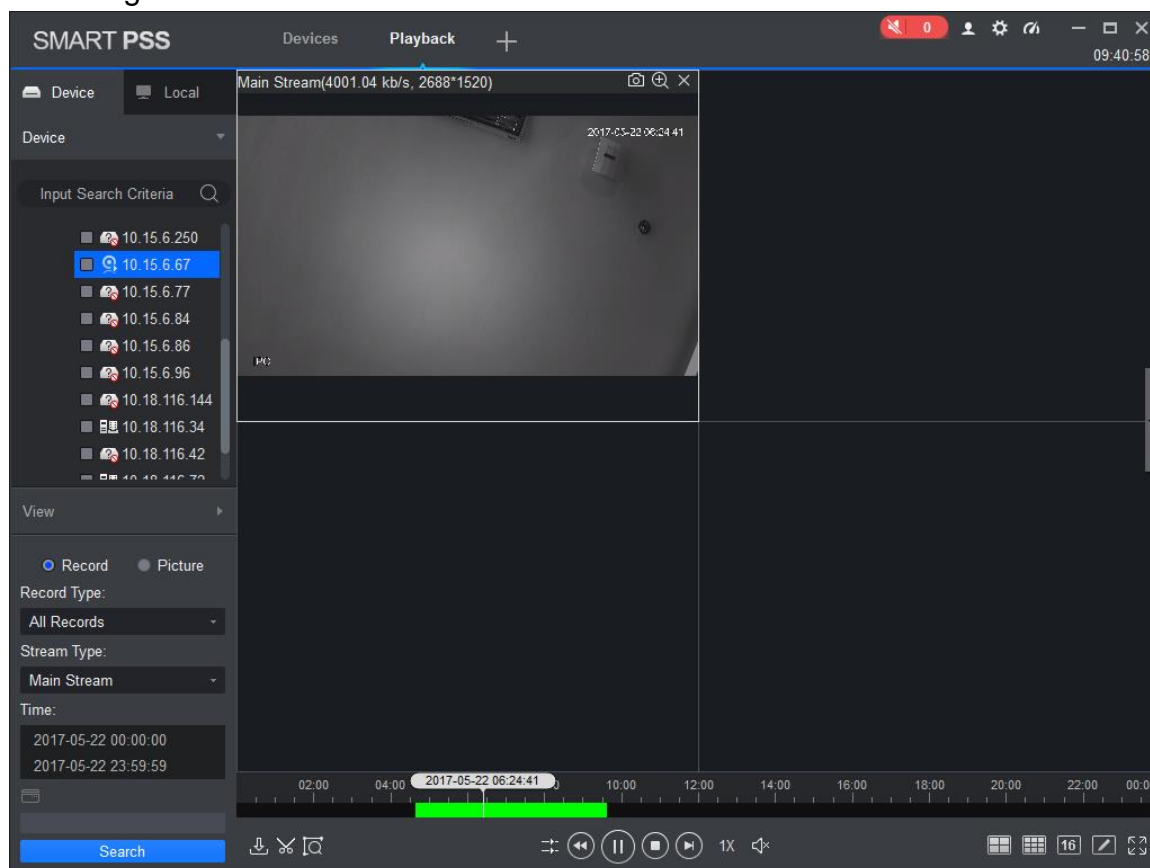 SMART PSS
Devices
Playback
0
09:40:58
Device
Local
Main Stream(4001.04 kb/s, 2688*1520)
Device
2017-05-22 06:24:41
Input Search Criteria
10.15.6.250
10.15.6.67
10.15.6.77
10.15.6.84
10.15.6.86
10.15.6.96
10.18.116.144
10.18.116.34
10.18.116.42
IPC
View
Record
Picture
Record Type:
All Records
Stream Type:
Main Stream
Time:
2017-05-22 00:00:00
2017-05-22 23:59:59
Search
02:00 04:00 2017-05-22 06:24:41 10:00 12:00 14:00 16:00 18:00 20:00 22:00
1X
16